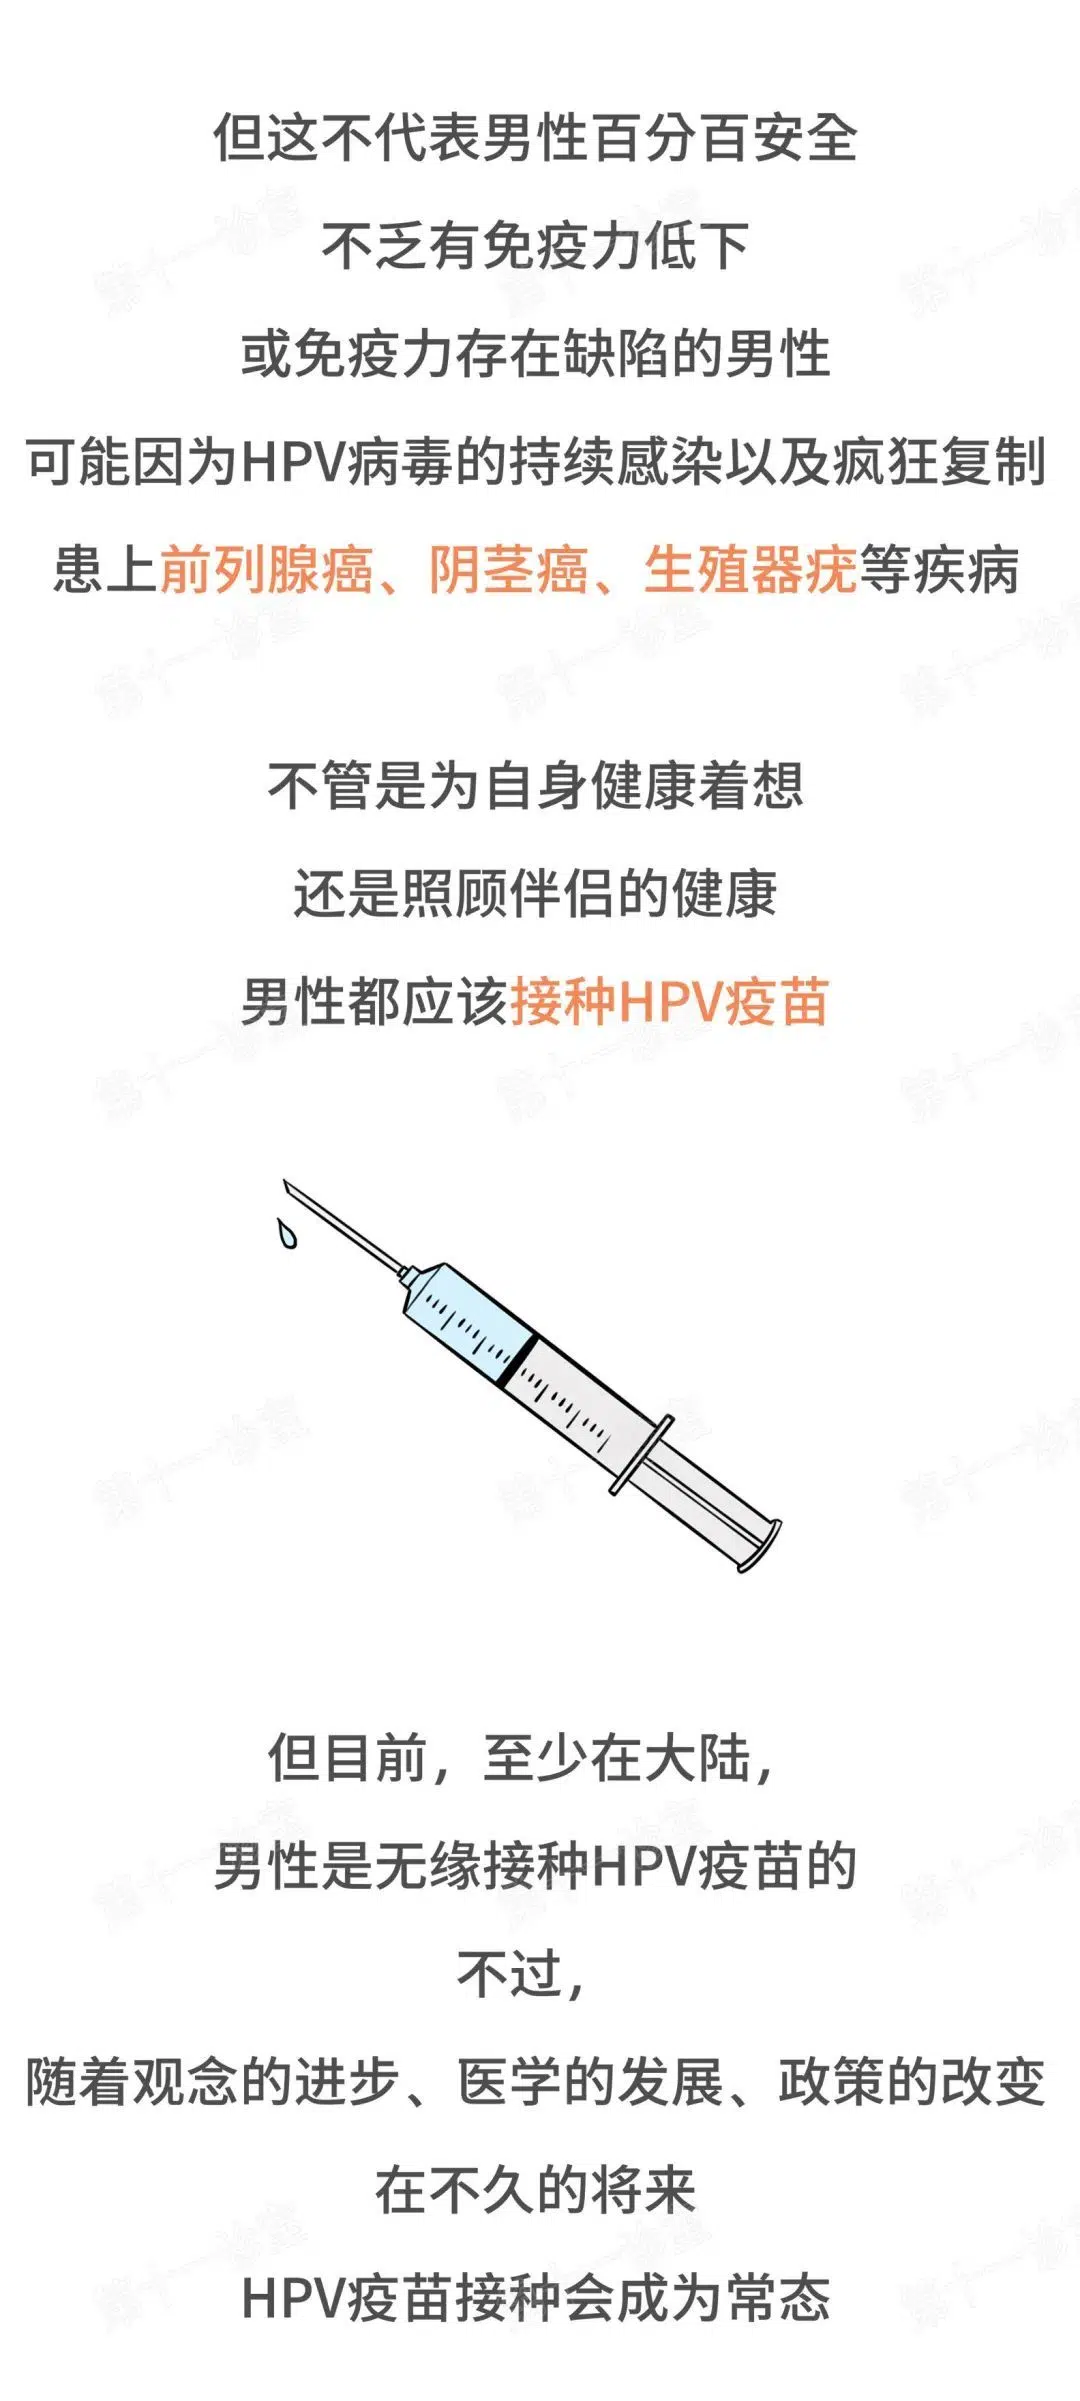 但这不代表男性百分百安全
不乏有免疫力低下
或免疫力存在缺陷的男性
可能因为HPV病毒的持续感染以及疯狂复制
患上前列腺癌、阴茎癌、生殖器疣等疾病
不管是为自身健康着想
还是照顾伴侣的健康
男性都应该接种HPV疫苗
但目前，至少在大陆，
男性是无缘接种HPV疫苗的
不过，
随着观念的进步、医学的发展、政策的改变
在不久的将来
HPV疫苗接种会成为常态